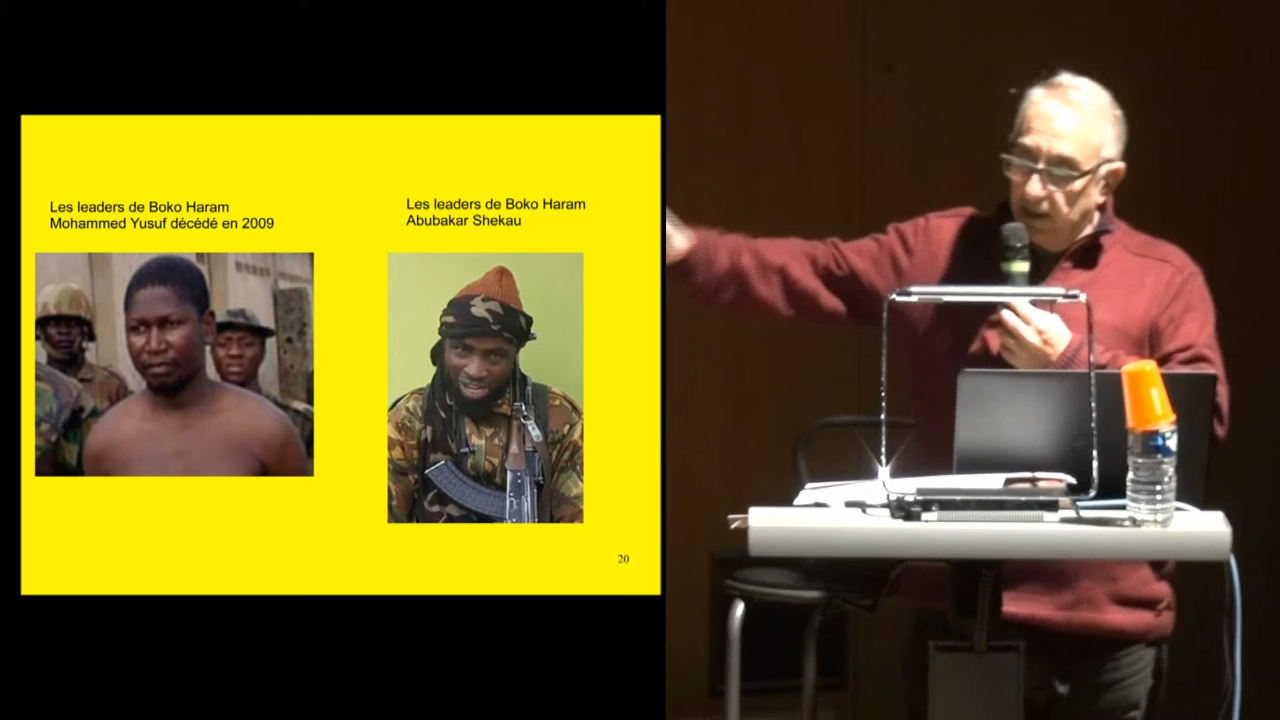 Les leaders de Boko Haram
Mohammed Yusuf décédé en 2009
Les leaders de Boko Haram
Abubakar Shekau
20